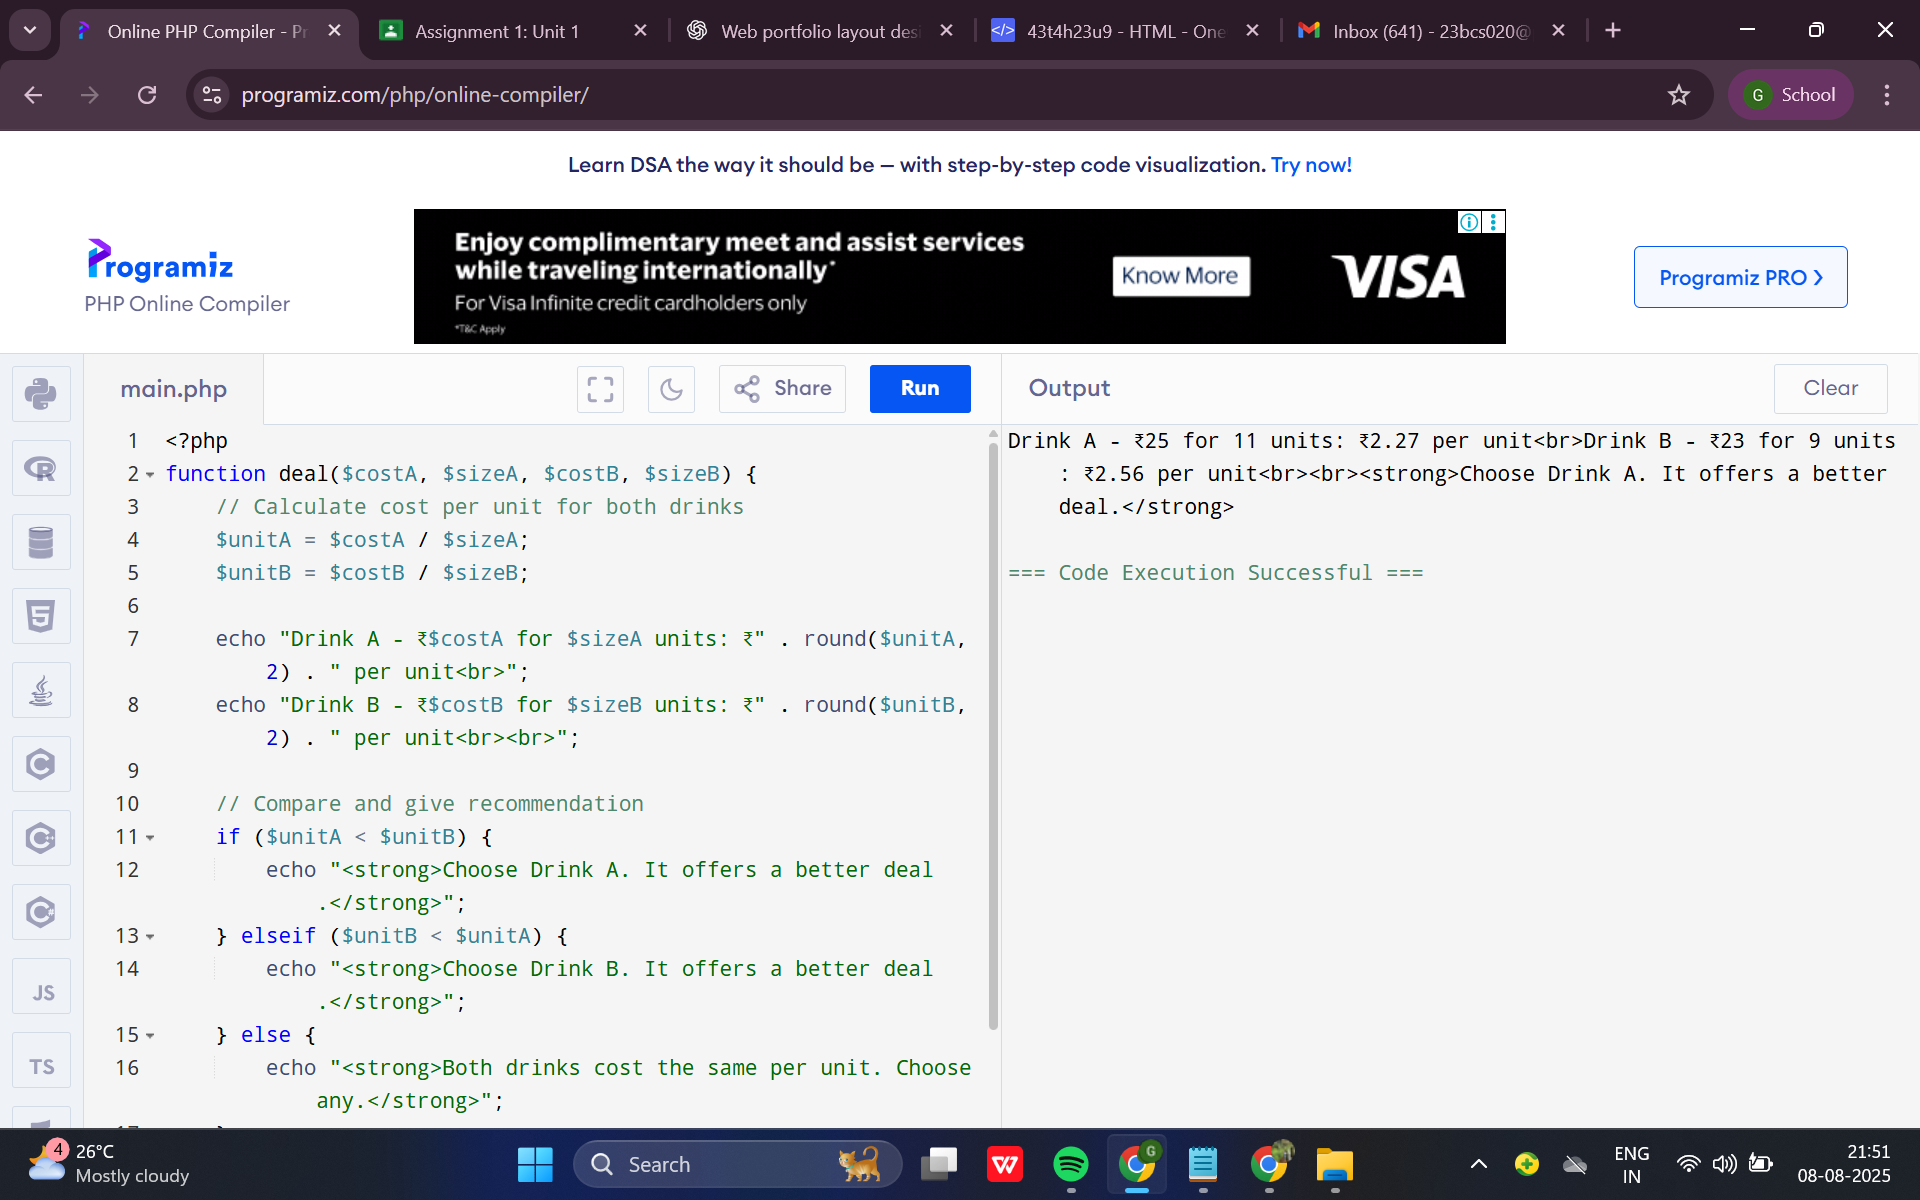 Online PHP Compiler - Pr
Assignment 1: Unit 1
Web portfolio layout des
43t4h23u9 - HTML - One
Inbox (641) - 23bcs020@
programiz.com/php/online-compiler/
G School
Learn DSA the way it should be — with step-by-step code visualization. Try now!
Programiz
PHP Online Compiler
Enjoy complimentary meet and assist services
while traveling internationally*
For Visa Infinite credit cardholders only
*T&C Apply
Know More
VISA
Programiz PRO ❯
main.php
Share
Run
Output
Clear
1 <?php
2 function deal($costA, $sizeA, $costB, $sizeB) {
3 // Calculate cost per unit for both drinks
4 $unitA = $costA / $sizeA;
5 $unitB = $costB / $sizeB;
6
7 echo "Drink A - ₹$costA for $sizeA units: ₹" . round($unitA,
2) . " per unit<br>";
8 echo "Drink B - ₹$costB for $sizeB units: ₹" . round($unitB,
2) . " per unit<br><br>";
9
10 // Compare and give recommendation
11 if ($unitA < $unitB) {
12 echo "<strong>Choose Drink A. It offers a better deal
.</strong>";
13 } elseif ($unitB < $unitA) {
14 echo "<strong>Choose Drink B. It offers a better deal
.</strong>";
15 } else {
16 echo "<strong>Both drinks cost the same per unit. Choose
any.</strong>";
Drink A - ₹25 for 11 units: ₹2.27 per unit<br>Drink B - ₹23 for 9 units
: ₹2.56 per unit<br><br><strong>Choose Drink A. It offers a better
deal.</strong>
=== Code Execution Successful ===
JS
TS
4
26°C
Mostly cloudy
Search
G
ENG
IN
21:51
08-08-2025